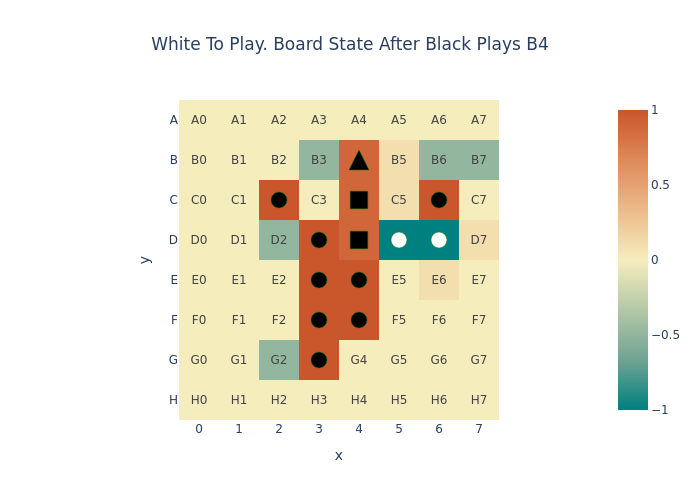 White To Play. Board State After Black Plays B4
A A0 A1 A2 A3 A4 A5 A6 A7
B B0 B1 B2 B3 B5 B6 B7
C C0 C1 C3 C5 C7
D D0 D1 D2 D7
E E0 E1 E2 E5 E6 E7
F F0 F1 F2 F5 F6 F7
G G0 G1 G2 G4 G5 G6 G7
H H0 H1 H2 H3 H4 H5 H6 H7
0 1 2 3 4 5 6 7
x
y
1
0.5
0
−0.5
−1